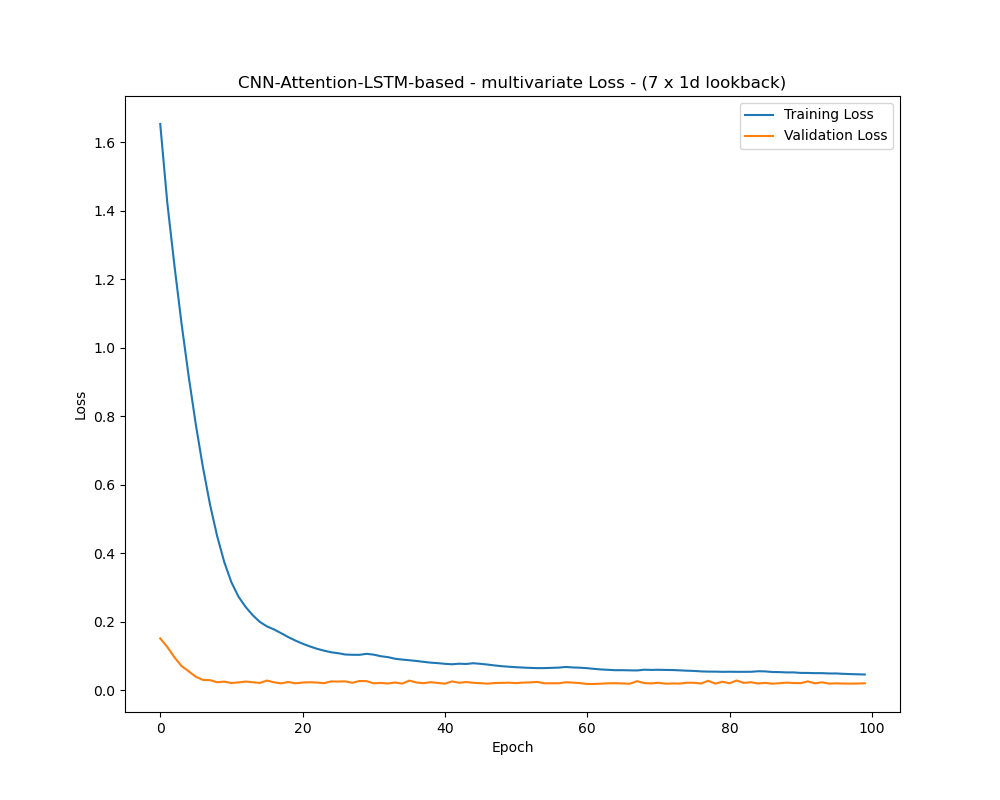 CNN-Attention-LSTM-based - multivariate Loss - (7 x 1d lookback)
Training Loss
Validation Loss
Loss
1.6
1.4
1.2
1.0
0.8
0.6
0.4
0.2
0.0
0 20 40 60 80 100
Epoch